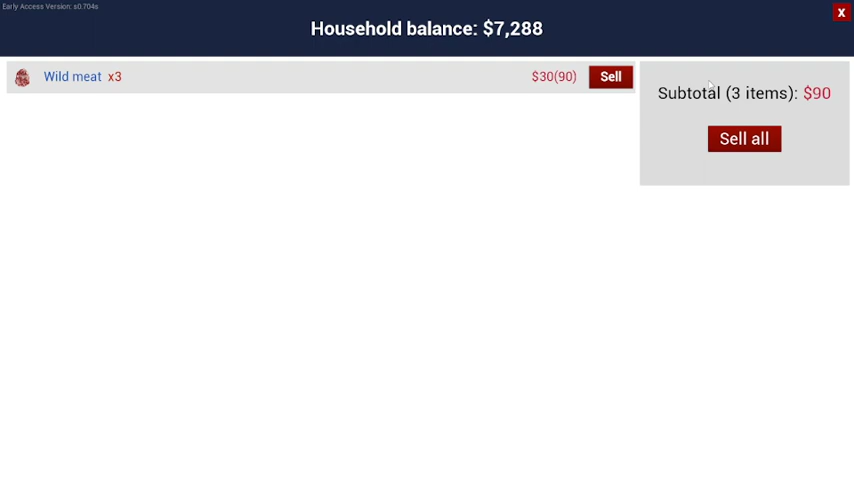 Early Access Version: s0.704s
Household balance: $7,288
X
Wild meat x3 $30(90) Sell
Subtotal (3 items): $90
Sell all